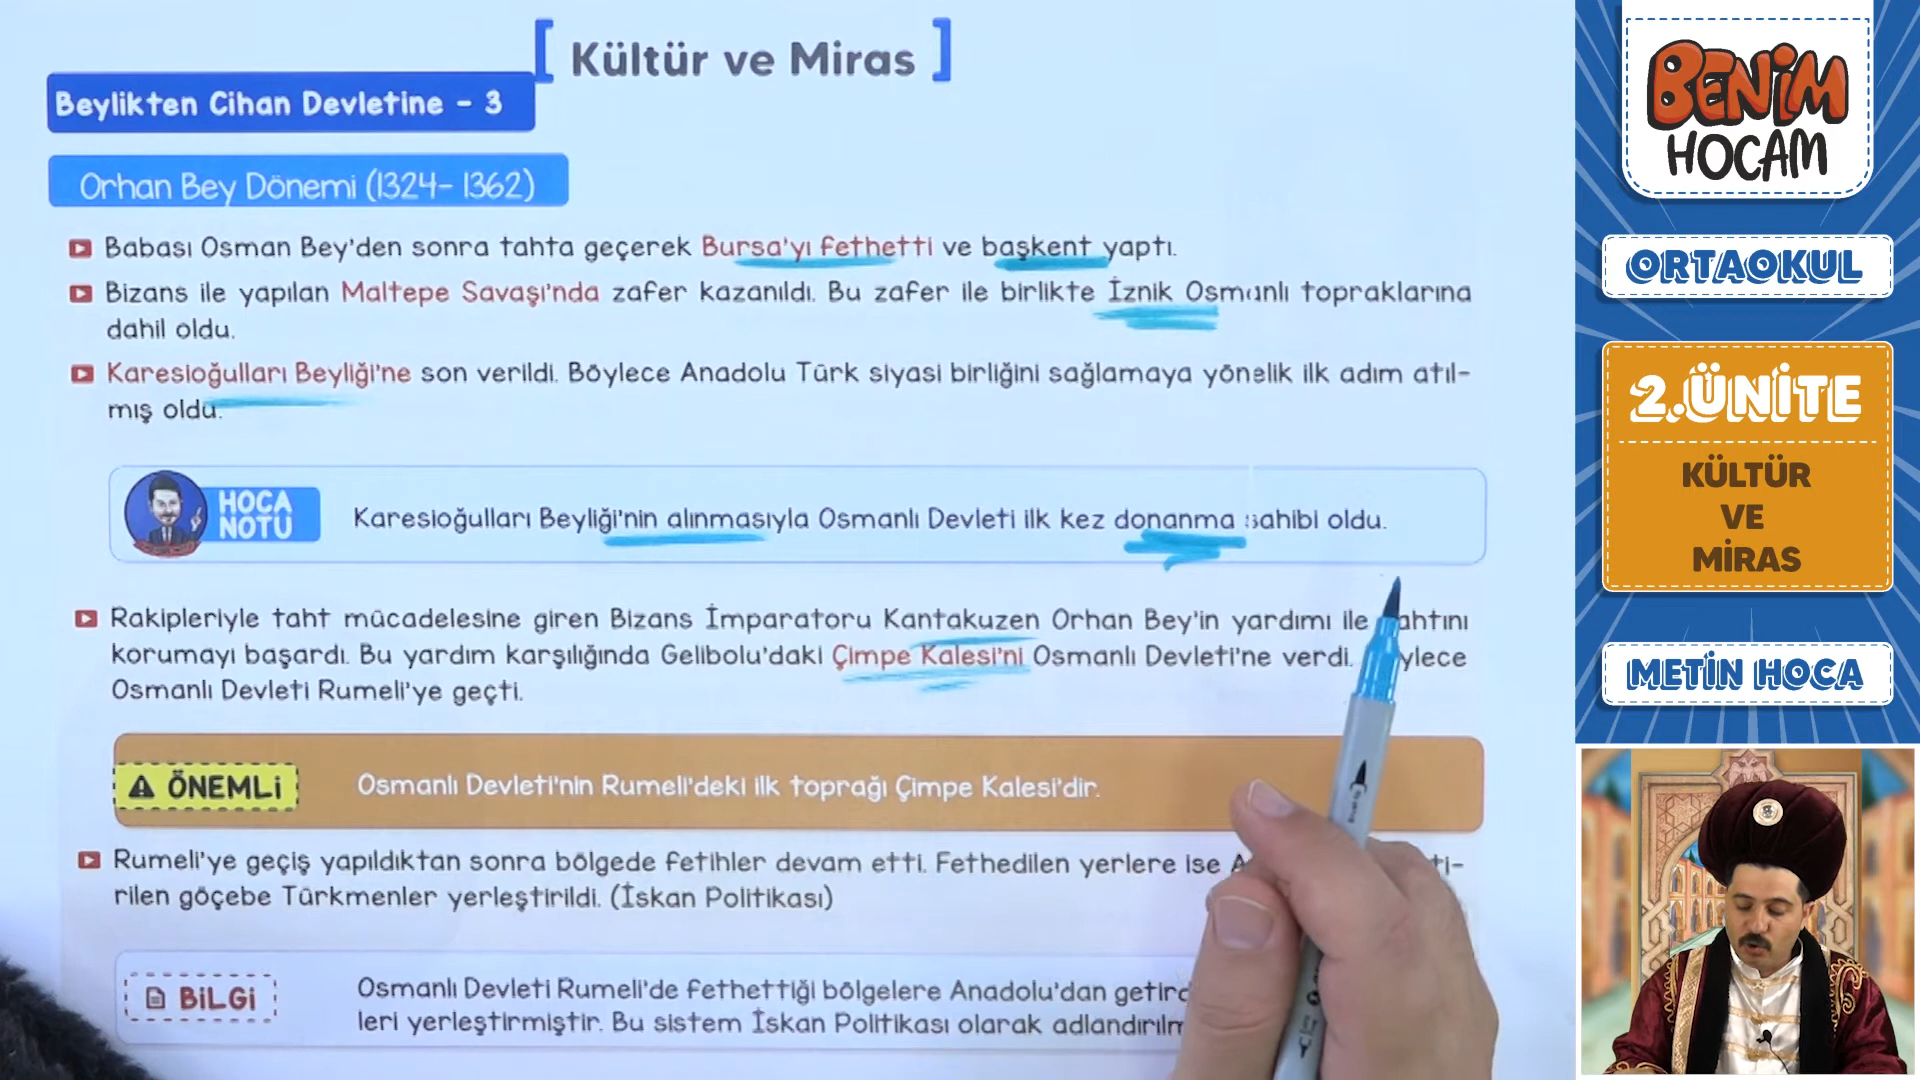 [ Kültür ve Miras ]
Beylikten Cihan Devletine - 3
Orhan Bey Dönemi (1324- 1362)
Babası Osman Bey'den sonra tahta geçerek Bursa'yı fethetti ve başkent yaptı.
Bizans ile yapılan Maltepe Savaşı'nda zafer kazanıldı. Bu zafer ile birlikte İznik Osmanlı topraklarına
dahil oldu.
Karesioğulları Beyliği'ne son verildi. Böylece Anadolu Türk siyasi birliğini sağlamaya yönelik ilk adım atıl-
mış oldu.
HOCA
NOTU
Karesioğulları Beyliği'nin alınmasıyla Osmanlı Devleti ilk kez donanma sahibi oldu.
Rakipleriyle taht mücadelesine giren Bizans İmparatoru Kantakuzen Orhan Bey'in yardımı ile ahtını
korumayı başardı. Bu yardım karşılığında Gelibolu'daki Çimpe Kalesi'ni Osmanlı Devleti'ne verdi. ylece
Osmanlı Devleti Rumeli'ye geçti.
ÖNEMLİ
Osmanlı Devleti'nin Rumeli'deki ilk toprağı Çimpe Kalesi'dir.
Rumeli'ye geçiş yapıldıktan sonra bölgede fetihler devam etti. Fethedilen yerlere ise A ti-
rilen göçebe Türkmenler yerleştirildi. (İskan Politikası)
BİLGİ
Osmanlı Devleti Rumeli'de fethettiği bölgelere Anadolu'dan getird
leri yerleştirmiştir. Bu sistem İskan Politikası olarak adlandırılm
BENİM
HOCAM
ORTAOKUL
2.ÜNİTE
KÜLTÜR
VE
MİRAS
METİN HOCA